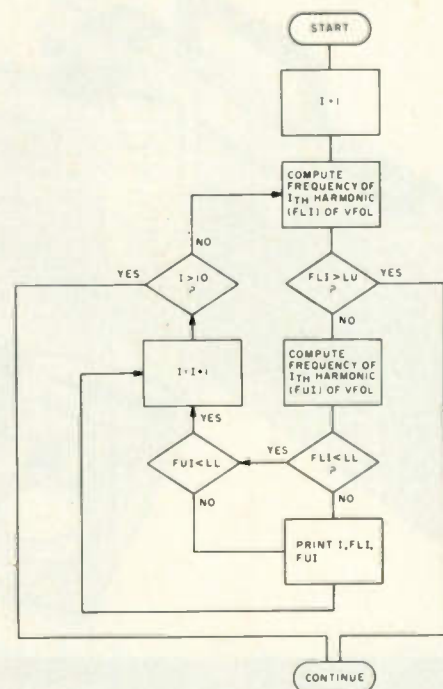 START
I = 1
COMPUTE
FREQUENCY OF
ITH HARMONIC
(FLI) OF VFOL
NO
YES
I > 10
?
FLI > LU
?
YES
NO
I = I + 1
COMPUTE
FREQUENCY OF
ITH HARMONIC
(FUI) OF VFOL
YES
FUI < LL
YES
FLI < LL
?
NO
NO
PRINT I, FLI,
FUI
CONTINUE